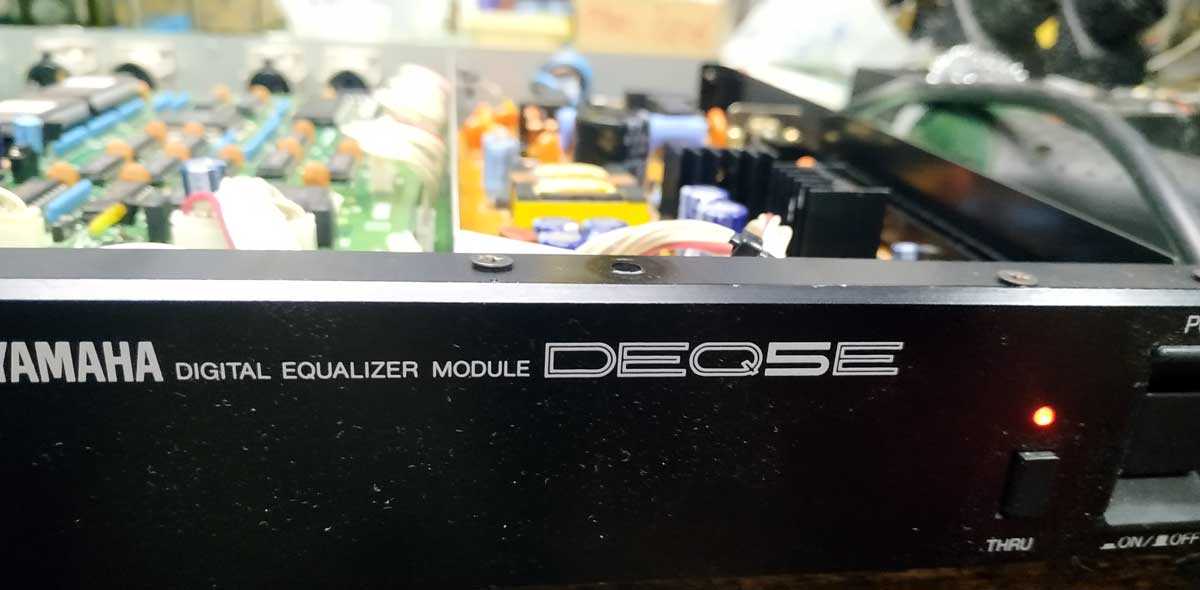 YAMAHA DIGITAL EQUALIZER MODULE DEQ5E
THRU
ON/ OFF